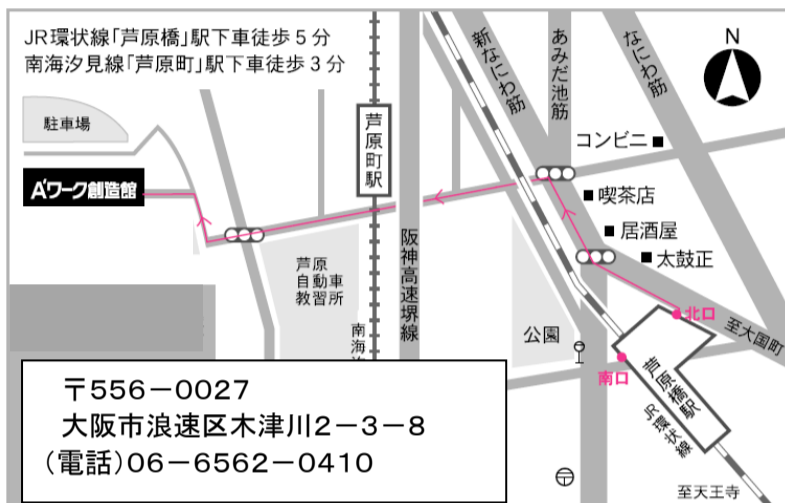 JR環状線「芦原橋」駅下車徒歩5分
南海汐見線「芦原町」駅下車徒歩3分
駐車場
A'ワーク創造館
芦原町駅
新なにわ筋
あみだ池筋
なにわ筋
N
コンビニ
喫茶店
居酒屋
太鼓正
阪神高速堺線
芦原
自動車
教習所
南海汐
公園
北口
南口
至大国町
芦原橋駅
JR環状線
至天王寺
〒556-0027
大阪市浪速区木津川2-3-8
(電話)06-6562-0410